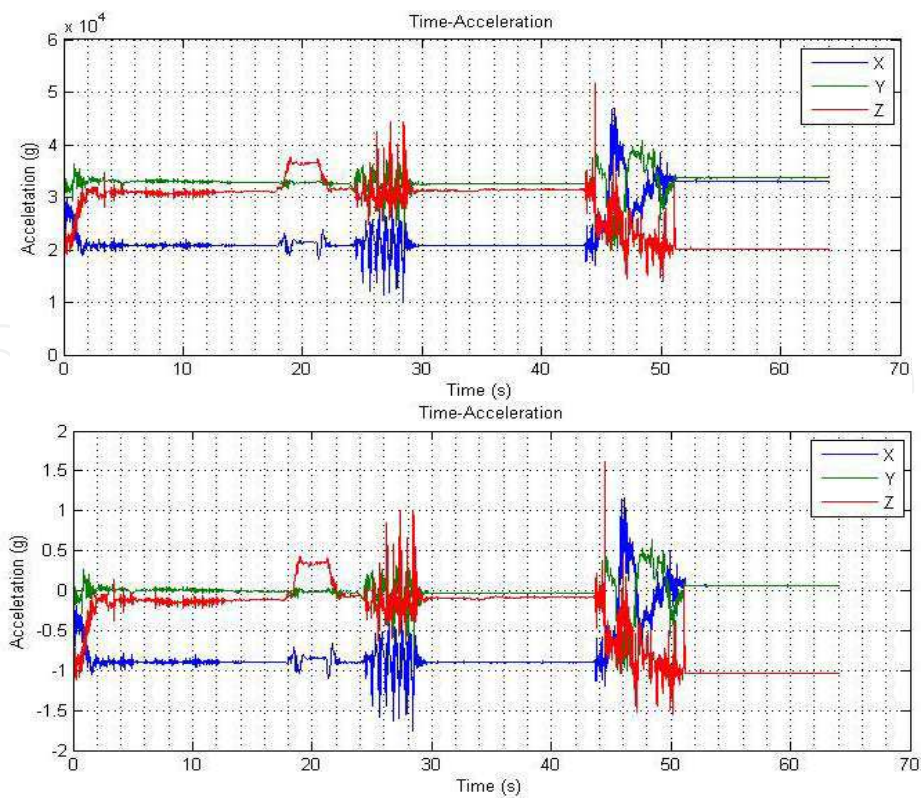 Time-Acceleration
x 10⁴
6
5
4
3
2
1
0
Acceletation (g)
X
Y
Z
0 10 20 30 40 50 60 70
Time (s)
Time-Acceleration
2
1.5
1
0.5
0
-0.5
-1
-1.5
-2
Acceleration (g)
X
Y
Z
0 10 20 30 40 50 60 70
Time (s)